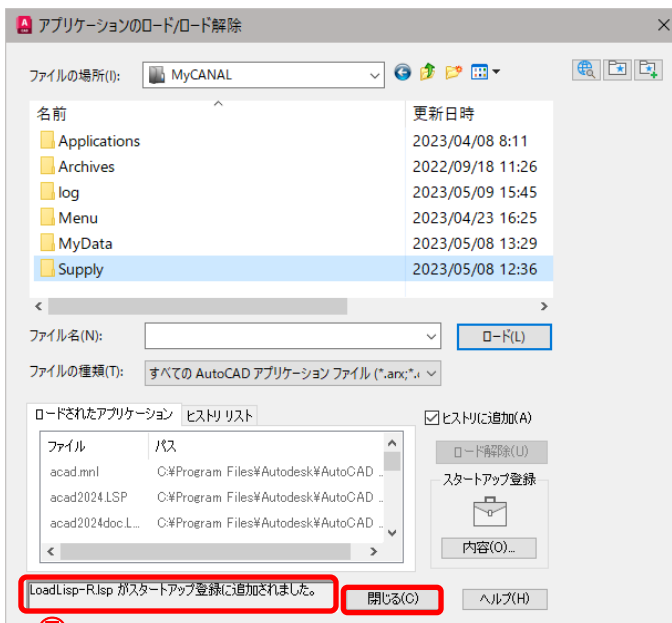 アプリケーションのロード/ロード解除
ファイルの場所(I): MyCANAL
名前 更新日時
Applications 2023/04/08 8:11
Archives 2022/09/18 11:26
log 2023/05/09 15:45
Menu 2023/04/23 16:25
MyData 2023/05/08 13:29
Supply 2023/05/08 12:36
ファイル名(N): ロード(L)
ファイルの種類(T): すべての AutoCAD アプリケーション ファイル (*.arx;*.
ロードされたアプリケーション ヒストリ リスト ヒストリに追加(A)
ファイル パス ロード解除(U)
acad.mnl C:¥Program Files¥Autodesk¥AutoCAD .. スタートアップ登録
acad2024.LSP C:¥Program Files¥Autodesk¥AutoCAD ..
acad2024doc.L... C:¥Program Files¥Autodesk¥AutoCAD ..
内容(O)...
LoadLisp-R.lsp がスタートアップ登録に追加されました。 閉じる(C) ヘルプ(H)